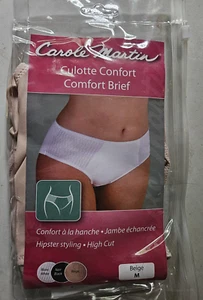 Carole Martin
Culotte Confort
Comfort Brief
Confort à la hanche • Jambe échancrée
Hipster styling • High Cut
Beige
M